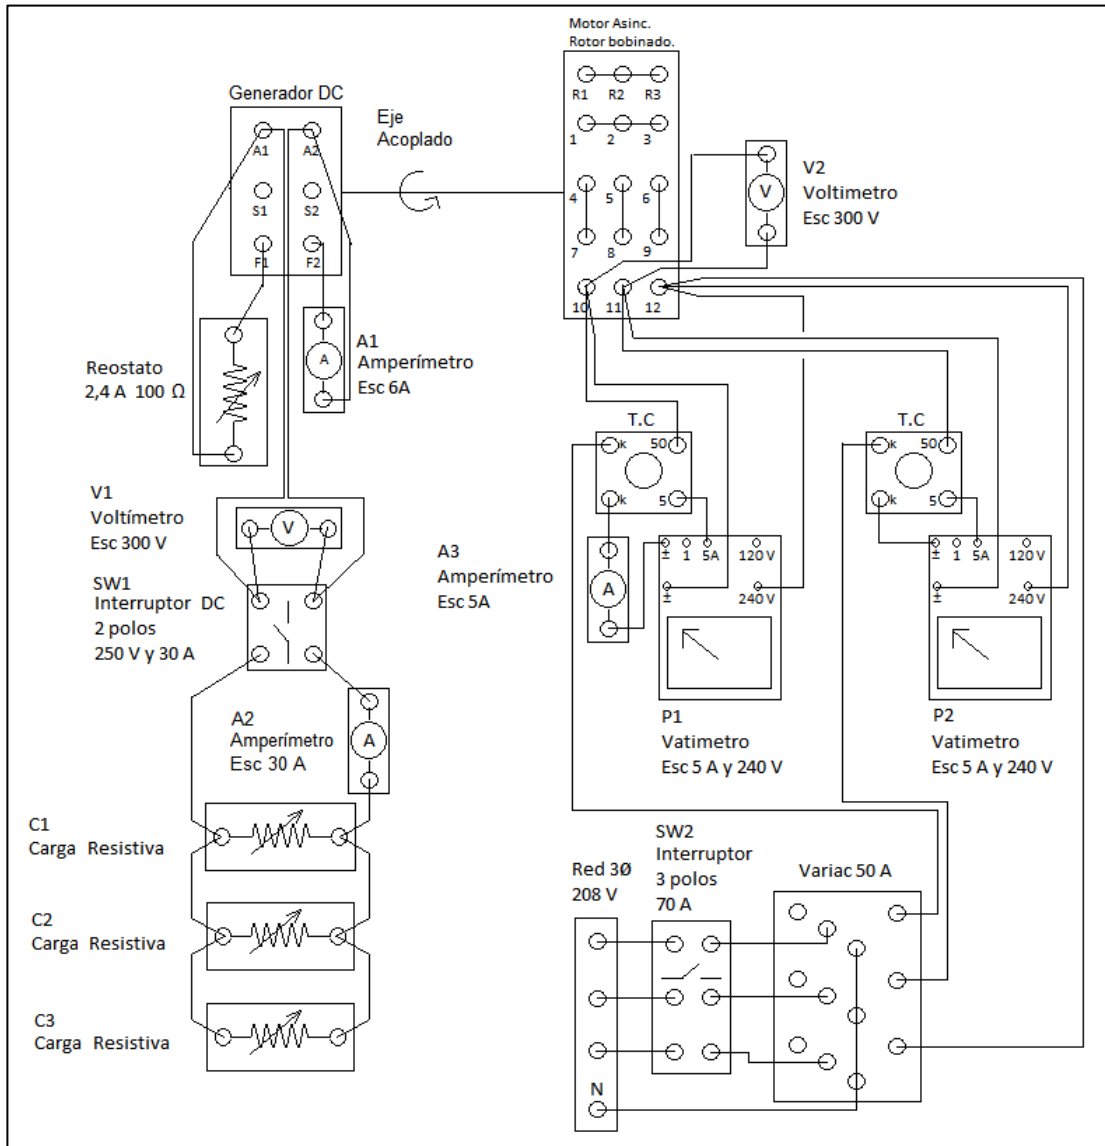 Motor Asinc.
Rotor bobinado.
R1 R2 R3
1 2 3
4 5 6
7 8 9
10 11 12
Generador DC
A1 A2
S1 S2
F1 F2
Eje
Acoplado
V
V2
Voltimetro
Esc 300 V
Reostato
2,4 A 100 Ω
A
A1
Amperímetro
Esc 6A
V1
Voltímetro
Esc 300 V
V
SW1
Interruptor DC
2 polos
250 V y 30 A
A2
Amperímetro
Esc 30 A
A
C1
Carga Resistiva
C2
Carga Resistiva
C3
Carga Resistiva
T.C
k 50
k 5
A3
Amperímetro
Esc 5A
A
± 1 5A 120 V
± 240 V
P1
Vatimetro
Esc 5 A y 240 V
T.C
k 50
k 5
± 1 5A 120 V
± 240 V
P2
Vatimetro
Esc 5 A y 240 V
Red 3Ø
208 V
N
SW2
Interruptor
3 polos
70 A
Variac 50 A